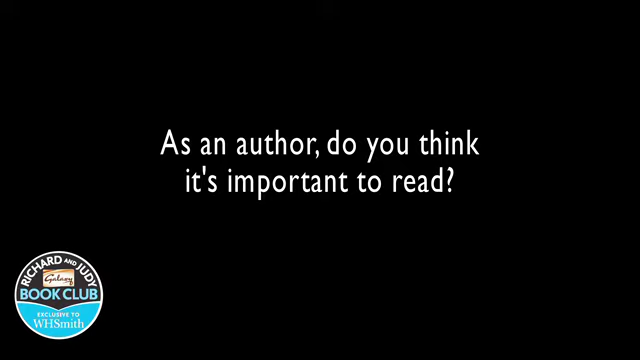 As an author, do you think
it's important to read?
RICHARD AND JUDY
Galaxy
BOOK CLUB
EXCLUSIVE TO
WHSmith